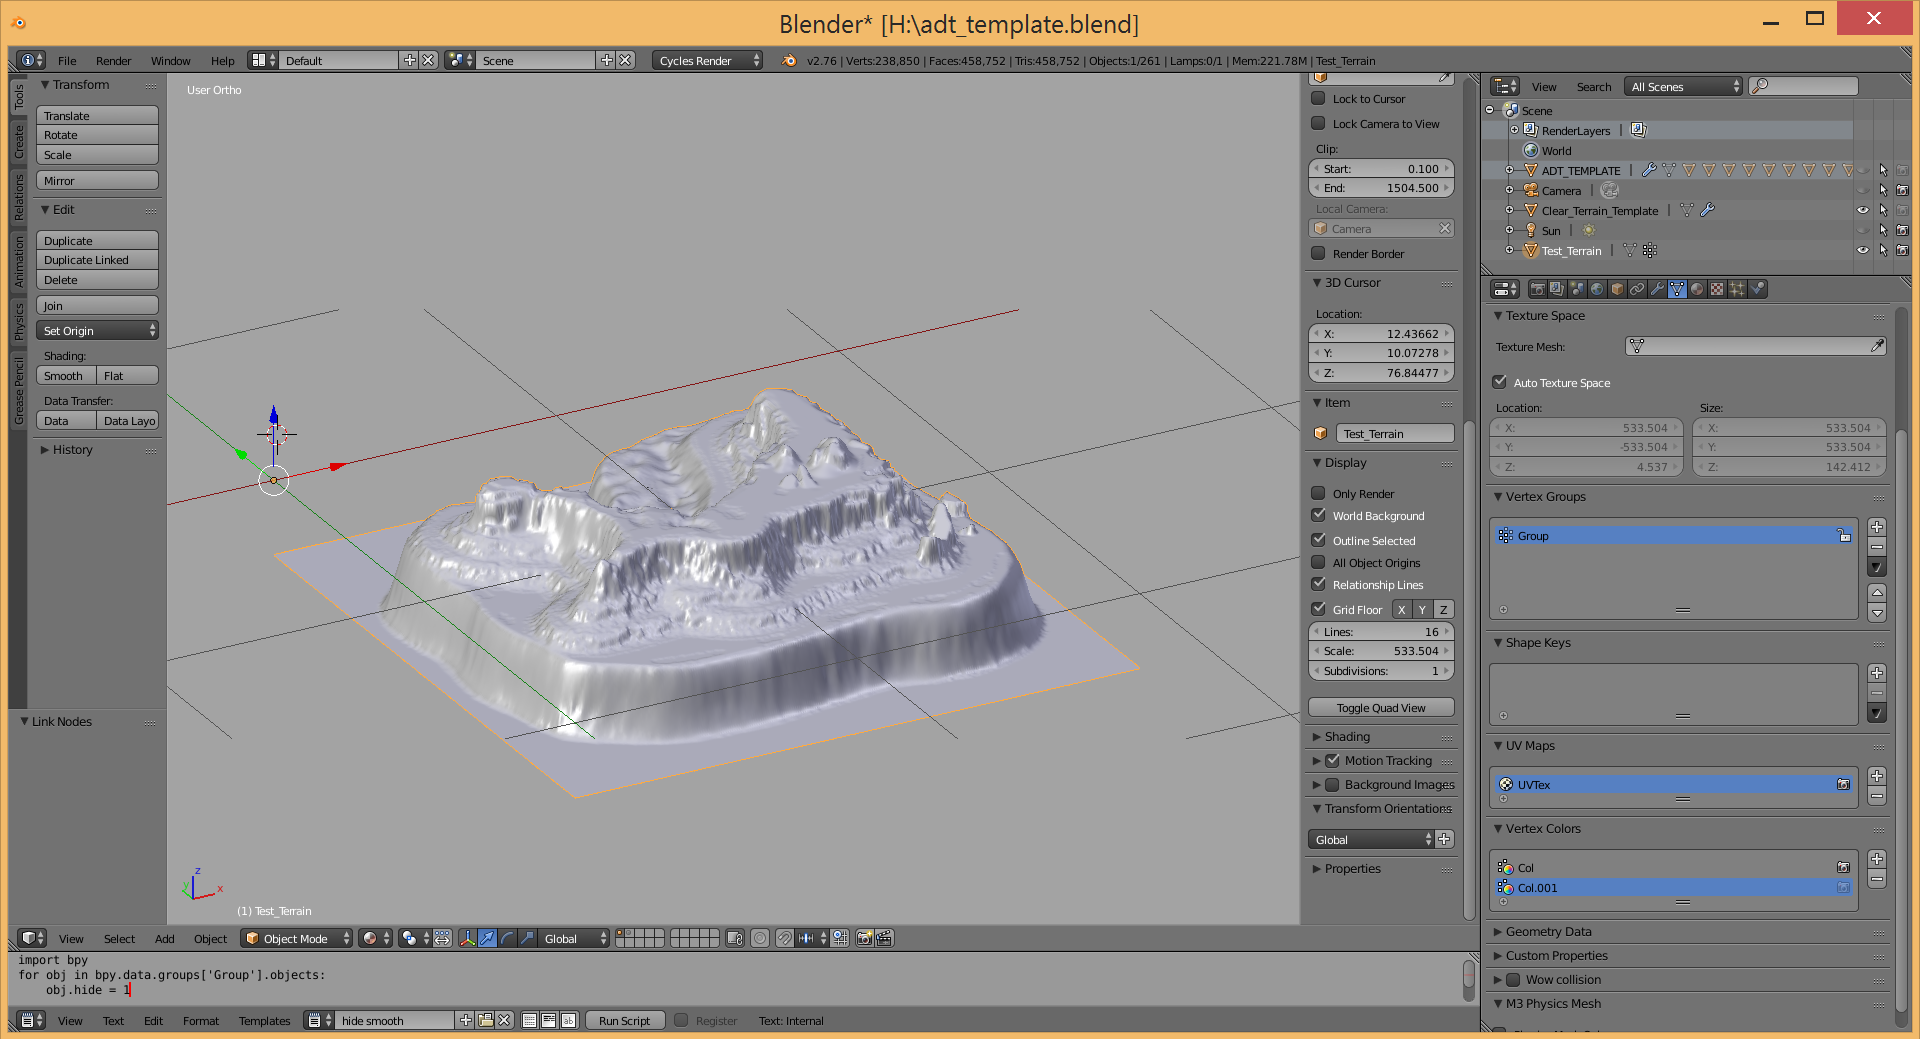 Blender* [H:\adt_template.blend]
File Render Window Help Default Scene Cycles Render v2.76 | Verts:238,850 | Faces:458,752 | Tris:458,752 | Objects:1/261 | Lamps:0/1 | Mem:221.78M | Test_Terrain
Tools
Create
Relations
Animation
Physics
Grease Pencil
Transform
Translate
Rotate
Scale
Mirror
Edit
Duplicate
Duplicate Linked
Delete
Join
Set Origin
Shading:
Smooth Flat
Data Transfer:
Data Data Layo
History
Link Nodes
User Ortho
z
y
x
(1) Test_Terrain
Lock to Cursor
Lock Camera to View
Clip:
Start: 0.100
End: 1504.500
Local Camera:
Camera
Render Border
3D Cursor
Location:
X: 12.43662
Y: 10.07278
Z: 76.84477
Item
Test_Terrain
Display
Only Render
World Background
Outline Selected
All Object Origins
Relationship Lines
Grid Floor X Y Z
Lines: 16
Scale: 533.504
Subdivisions: 1
Toggle Quad View
Shading
Motion Tracking
Background Images
Transform Orientations
Global
Properties
View Search All Scenes
Scene
RenderLayers
World
ADT_TEMPLATE
Camera
Clear_Terrain_Template
Sun
Test_Terrain
Texture Space
Texture Mesh:
Auto Texture Space
Location: Size:
X: 533.504 X: 533.504
Y: -533.504 Y: 533.504
Z: 4.537 Z: 142.412
Vertex Groups
Group
Shape Keys
UV Maps
UVTex
Vertex Colors
Col
Col.001
Geometry Data
Custom Properties
Wow collision
M3 Physics Mesh
View Select Add Object Object Mode Global
import bpy
for obj in bpy.data.groups['Group'].objects:
obj.hide = 1
View Text Edit Format Templates hide smooth Run Script Register Text: Internal